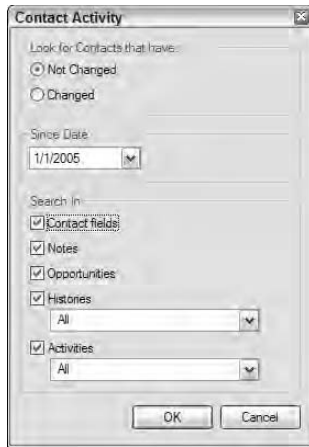 Contact Activity
Look for Contacts that have:
Not Changed
Changed
Since Date
1/1/2005
Search In
Contact fields
Notes
Opportunities
Histories
All
Activities
All
OK
Cancel